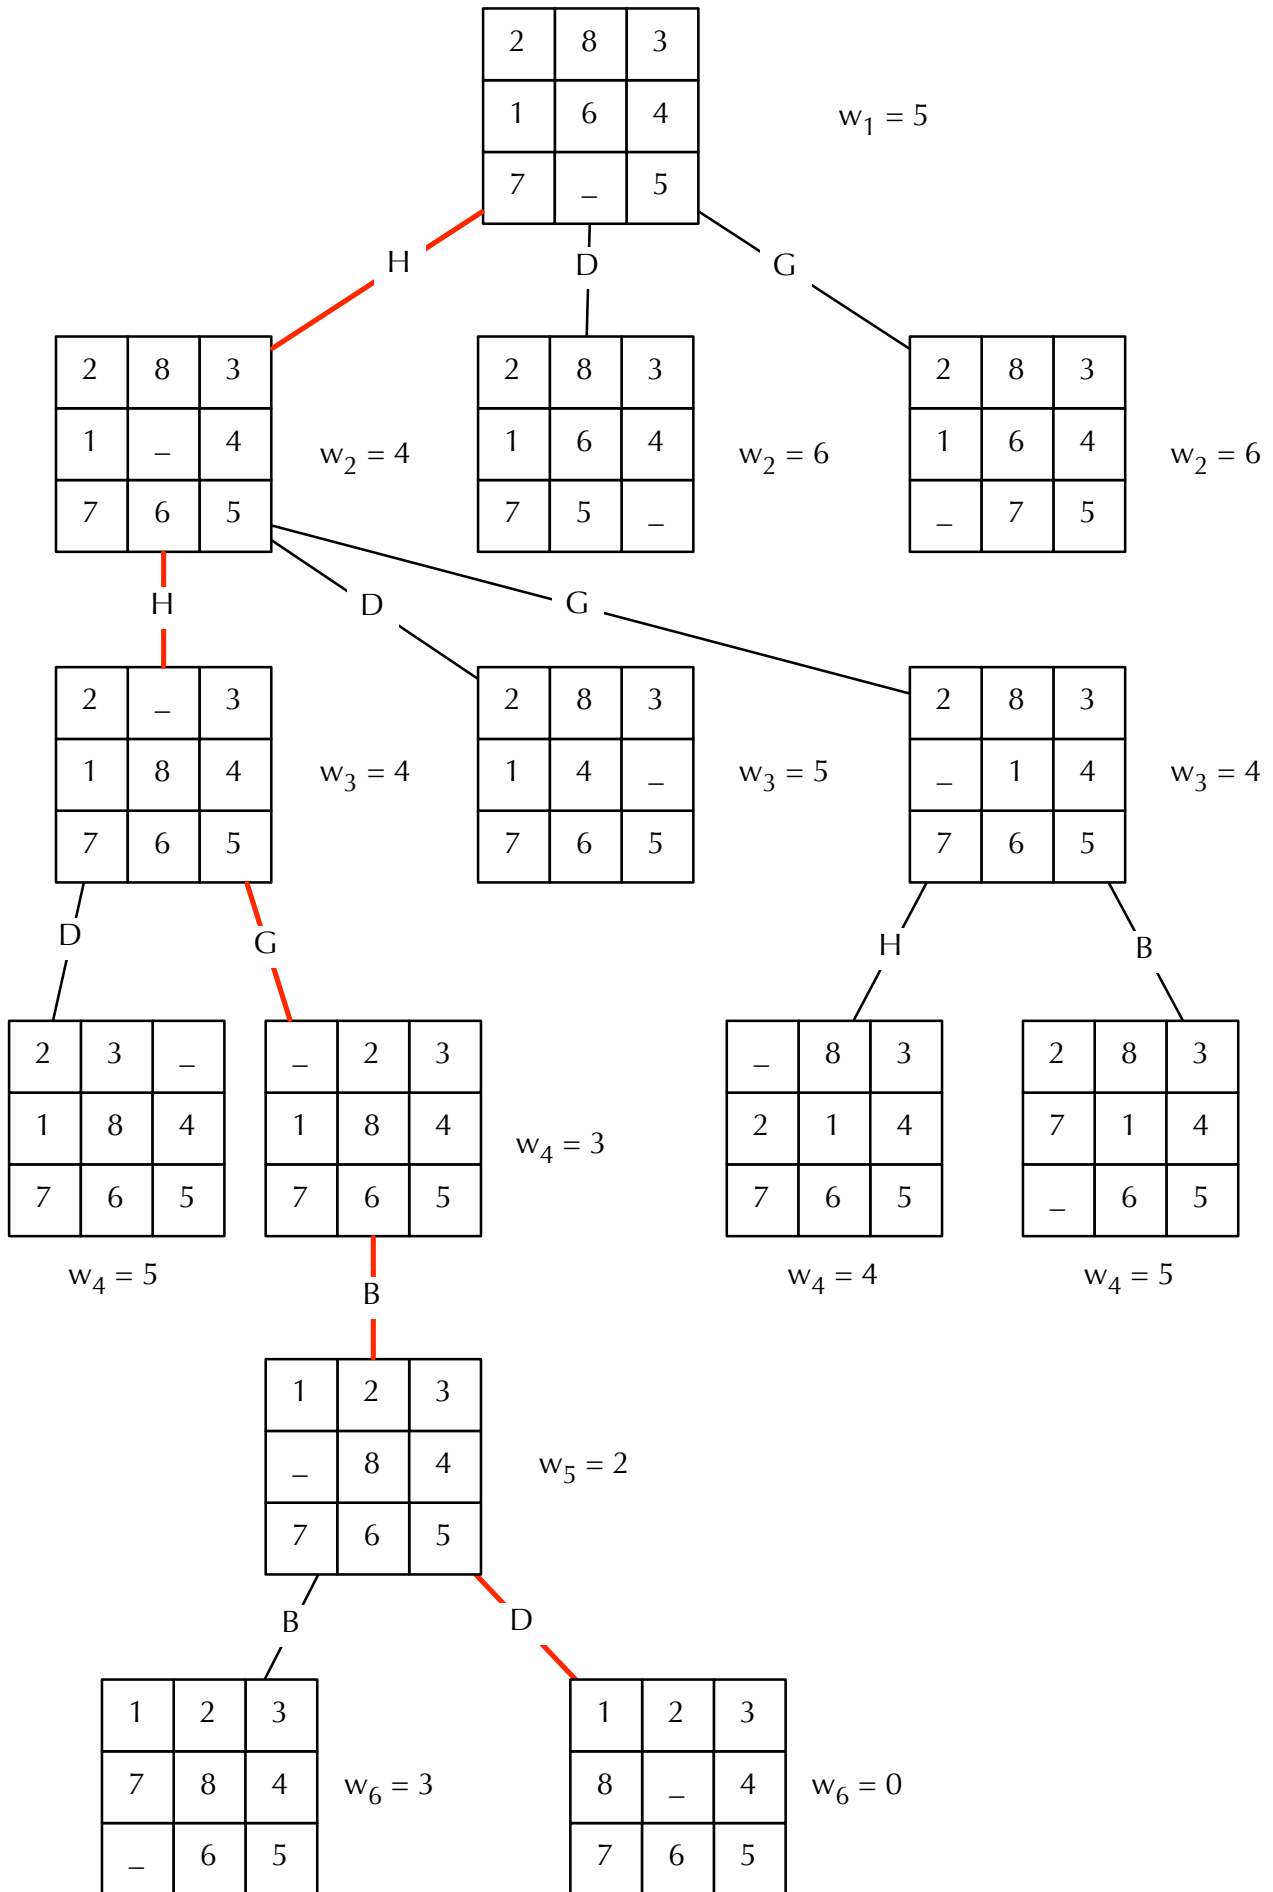 2 8 3
1 6 4
7 _ 5
w1 = 5
H
D
G
2 8 3
1 _ 4
7 6 5
w2 = 4
2 8 3
1 6 4
7 5 _
w2 = 6
2 8 3
1 6 4
_ 7 5
w2 = 6
H
D
G
2 _ 3
1 8 4
7 6 5
w3 = 4
2 8 3
1 4 _
7 6 5
w3 = 5
2 8 3
_ 1 4
7 6 5
w3 = 4
D
G
H
B
2 3 _
1 8 4
7 6 5
w4 = 5
_ 2 3
1 8 4
7 6 5
w4 = 3
_ 8 3
2 1 4
7 6 5
w4 = 4
2 8 3
7 1 4
_ 6 5
w4 = 5
B
1 2 3
_ 8 4
7 6 5
w5 = 2
B
D
1 2 3
7 8 4
_ 6 5
w6 = 3
1 2 3
8 _ 4
7 6 5
w6 = 0